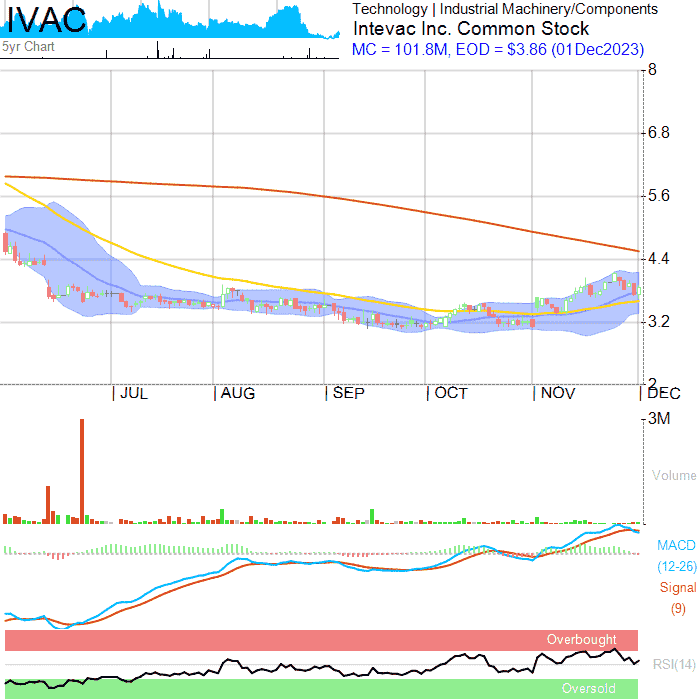 IVAC
5yr Chart
Technology | Industrial Machinery/Components
Intevac Inc. Common Stock
MC = 101.8M, EOD = $3.86 (01Dec2023)
8
6.8
5.6
4.4
3.2
2
JUL AUG SEP OCT NOV DEC
3M
Volume
MACD
(12-26)
Signal
(9)
Overbought
RSI(14)
Oversold